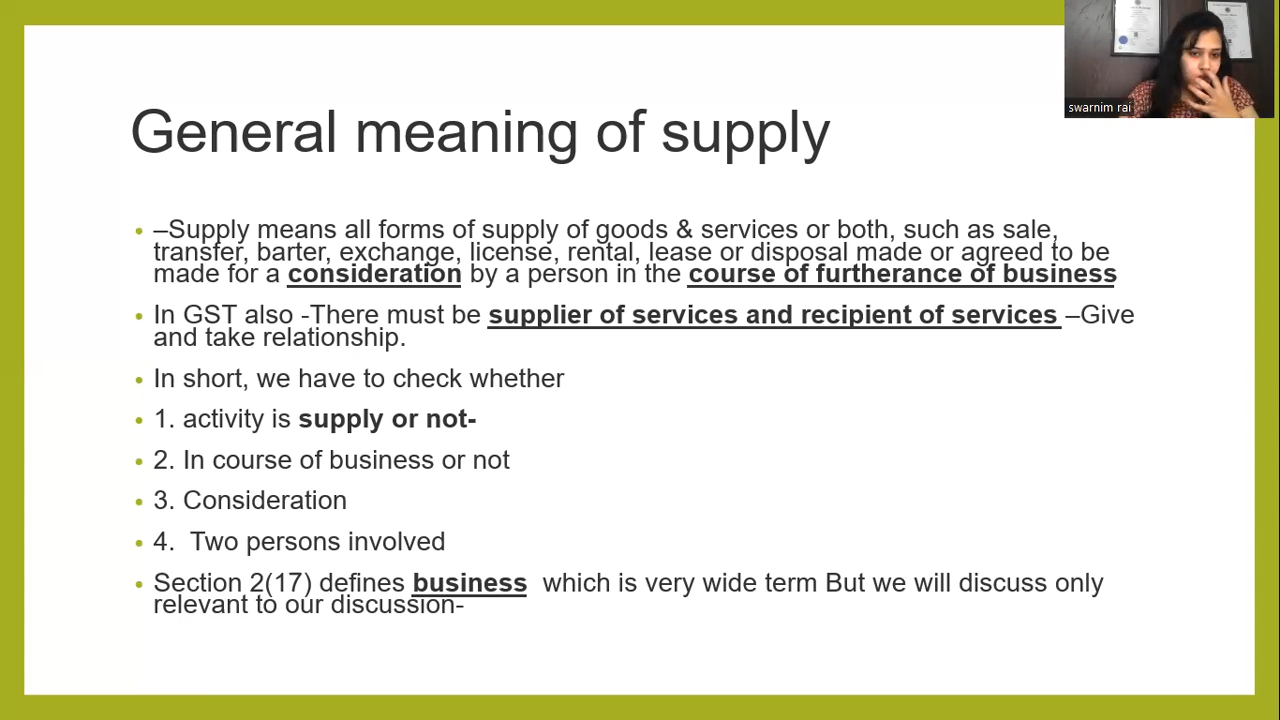 swarnim rai
General meaning of supply
• –Supply means all forms of supply of goods & services or both, such as sale,
transfer, barter, exchange, license, rental, lease or disposal made or agreed to be
made for a consideration by a person in the course of furtherance of business
• In GST also -There must be supplier of services and recipient of services –Give
and take relationship.
• In short, we have to check whether
• 1. activity is supply or not-
• 2. In course of business or not
• 3. Consideration
• 4. Two persons involved
• Section 2(17) defines business which is very wide term But we will discuss only
relevant to our discussion-